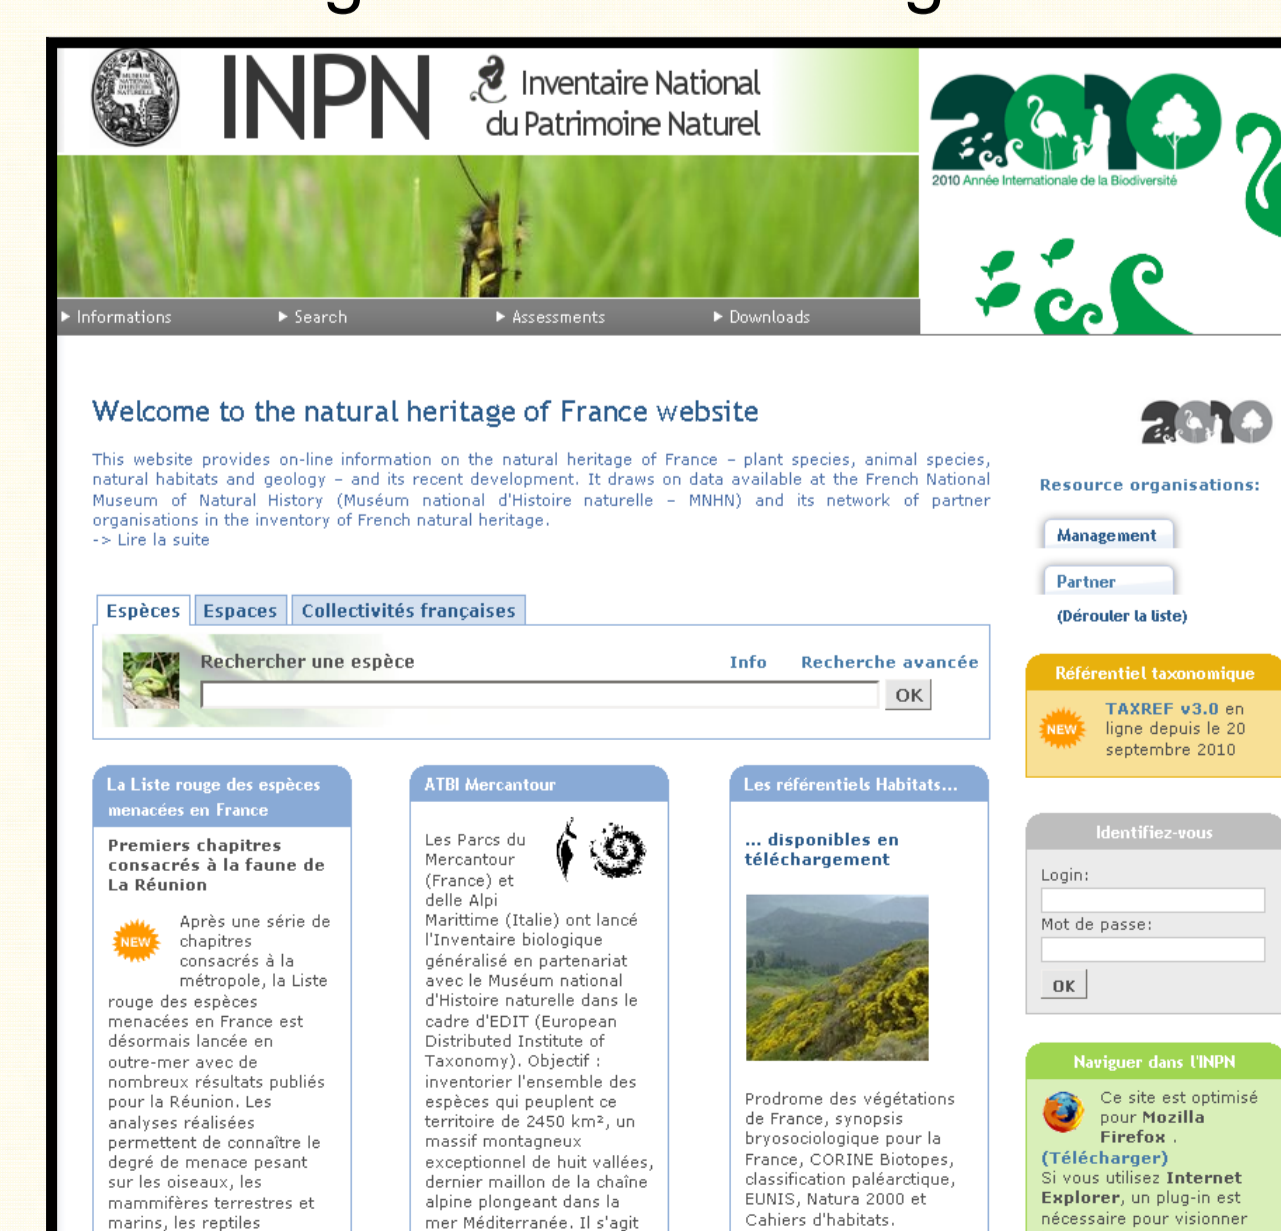 INPN
Inventaire National
du Patrimoine Naturel
2010
2010 Année Internationale de la Biodiversité
Informations
Search
Assessments
Downloads
Welcome to the natural heritage of France website
This website provides on-line information on the natural heritage of France – plant species, animal species,
natural habitats and geology – and its recent development. It draws on data available at the French National
Museum of Natural History (Muséum national d'Histoire naturelle – MNHN) and its network of partner
organisations in the inventory of French natural heritage.
-> Lire la suite
Espèces
Espaces
Collectivités françaises
Rechercher une espèce
Info
Recherche avancée
OK
La Liste rouge des espèces
menacées en France
Premiers chapitres
consacrés à la faune de
La Réunion
NEW
Après une série de
chapitres
consacrés à la
métropole, la Liste
rouge des espèces
menacées en France est
désormais lancée en
outre-mer avec de
nombreux résultats publiés
pour la Réunion. Les
analyses réalisées
permettent de connaître le
degré de menace pesant
sur les oiseaux, les
mammifères terrestres et
marins, les reptiles
ATBI Mercantour
Les Parcs du
Mercantour
(France) et
delle Alpi
Marittime (Italie) ont lancé
l'Inventaire biologique
généralisé en partenariat
avec le Muséum national
d'Histoire naturelle dans le
cadre d'EDIT (European
Distributed Institute of
Taxonomy). Objectif :
inventorier l'ensemble des
espèces qui peuplent ce
territoire de 2450 km², un
massif montagneux
exceptionnel de huit vallées,
dernier maillon de la chaîne
alpine plongeant dans la
mer Méditerranée. Il s'agit
Les référentiels Habitats...
... disponibles en
téléchargement
Prodrome des végétations
de France, synopsis
bryosociologique pour la
France, CORINE Biotopes,
classification paléarctique,
EUNIS, Natura 2000 et
Cahiers d'habitats.
2010
Resource organisations:
Management
Partner
(Dérouler la liste)
Référentiel taxonomique
NEW
TAXREF v3.0 en
ligne depuis le 20
septembre 2010
Identifiez-vous
Login:
Mot de passe:
OK
Naviguer dans l'INPN
Ce site est optimisé
pour Mozilla
Firefox .
(Télécharger)
Si vous utilisez Internet
Explorer, un plug-in est
nécessaire pour visionner